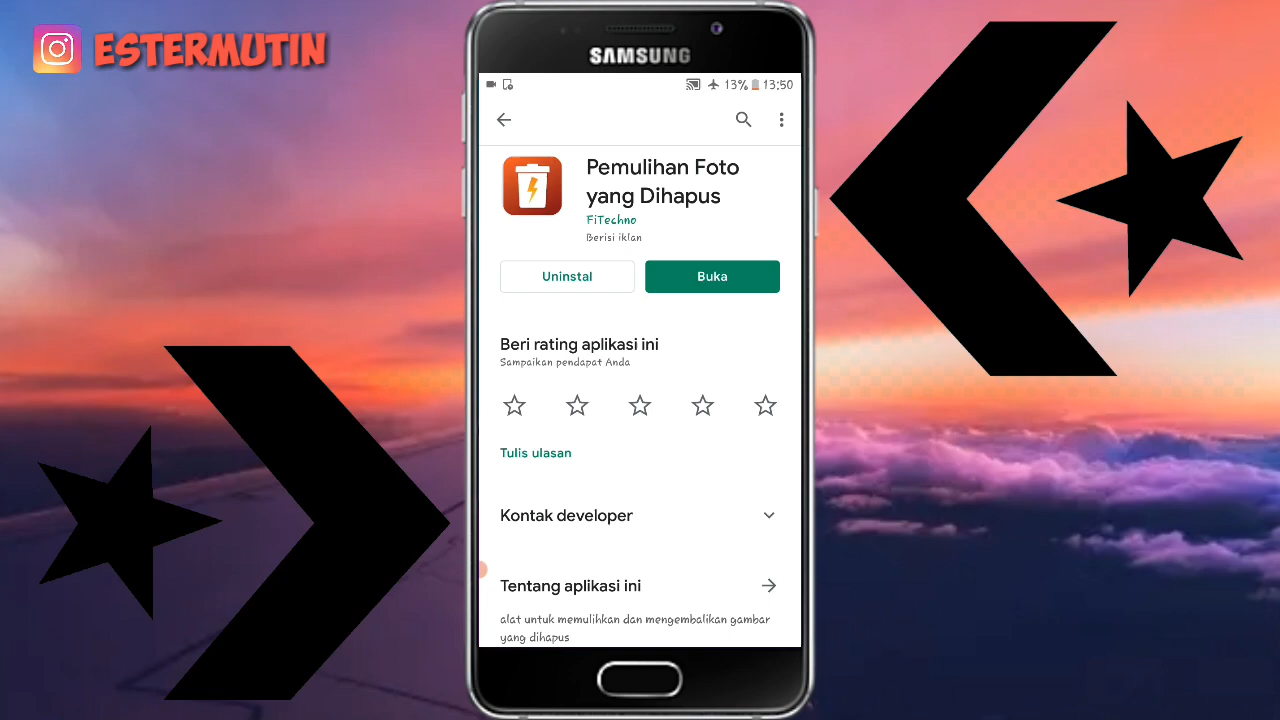 ESTERMUTIN
SAMSUNG
13% 13:50
Pemulihan Foto
yang Dihapus
FiTechno
Berisi iklan
Uninstal
Buka
Beri rating aplikasi ini
Sampaikan pendapat Anda
Tulis ulasan
Kontak developer
Tentang aplikasi ini
alat untuk memulihkan dan mengembalikan gambar
yang dihapus